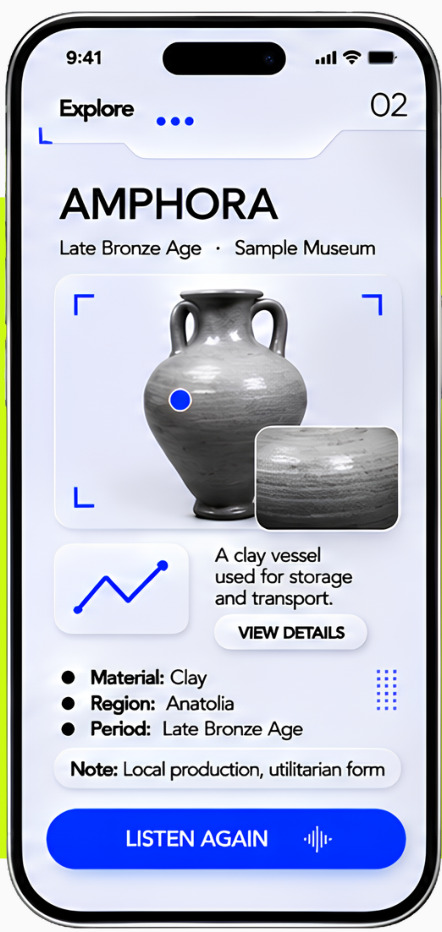 9:41
Explore
02
AMPHORA
Late Bronze Age · Sample Museum
A clay vessel
used for storage
and transport.
VIEW DETAILS
● Material: Clay
● Region: Anatolia
● Period: Late Bronze Age
Note: Local production, utilitarian form
LISTEN AGAIN